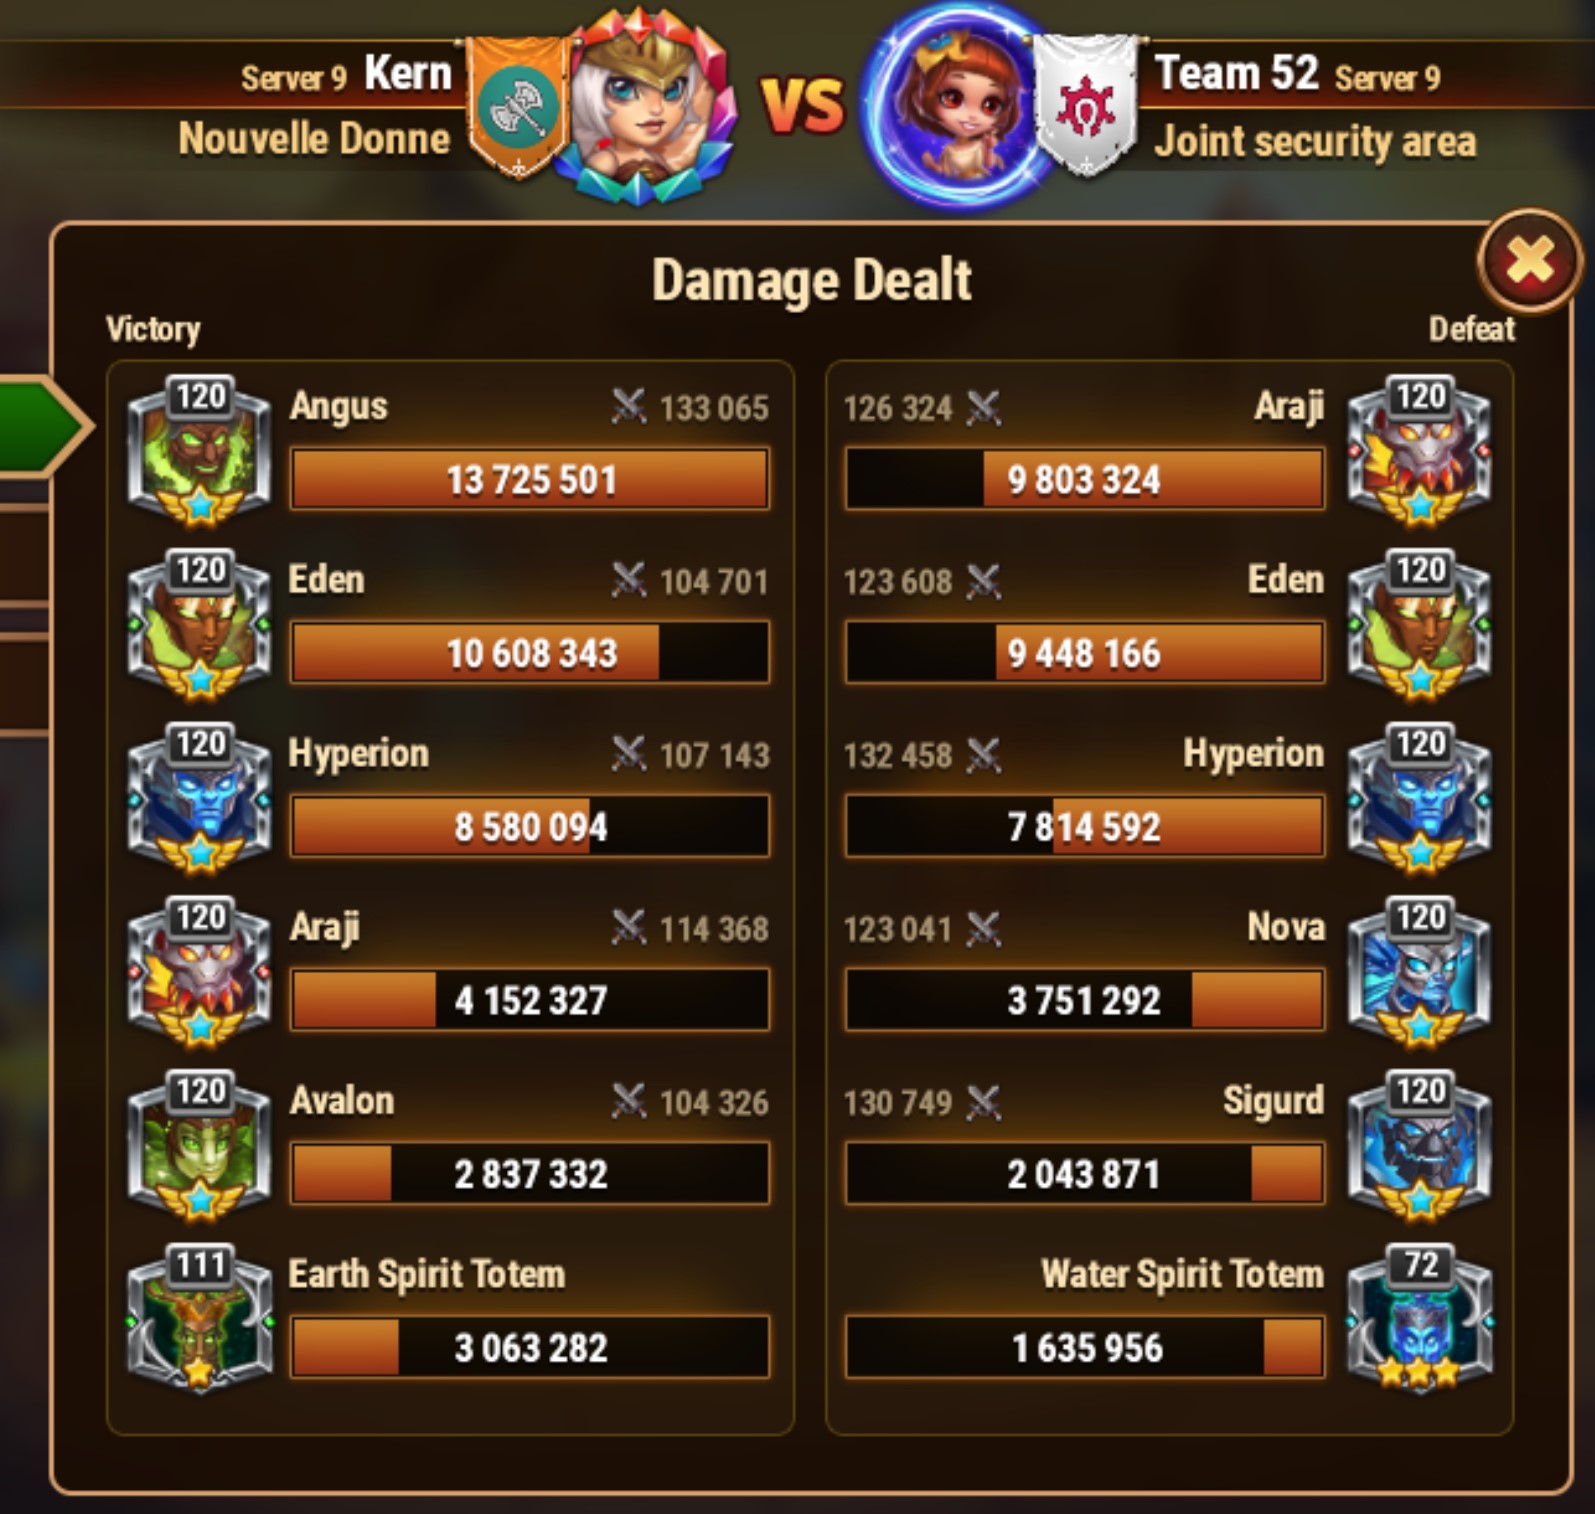 Server 9 Kern
Nouvelle Donne
VS
Team 52 Server 9
Joint security area
Damage Dealt
Victory
Defeat
120 Angus 133 065
13 725 501
120 Eden 104 701
10 608 343
120 Hyperion 107 143
8 580 094
120 Araji 114 368
4 152 327
120 Avalon 104 326
2 837 332
111 Earth Spirit Totem
3 063 282
126 324 Araji 120
9 803 324
123 608 Eden 120
9 448 166
132 458 Hyperion 120
7 814 592
123 041 Nova 120
3 751 292
130 749 Sigurd 120
2 043 871
Water Spirit Totem 72
1 635 956